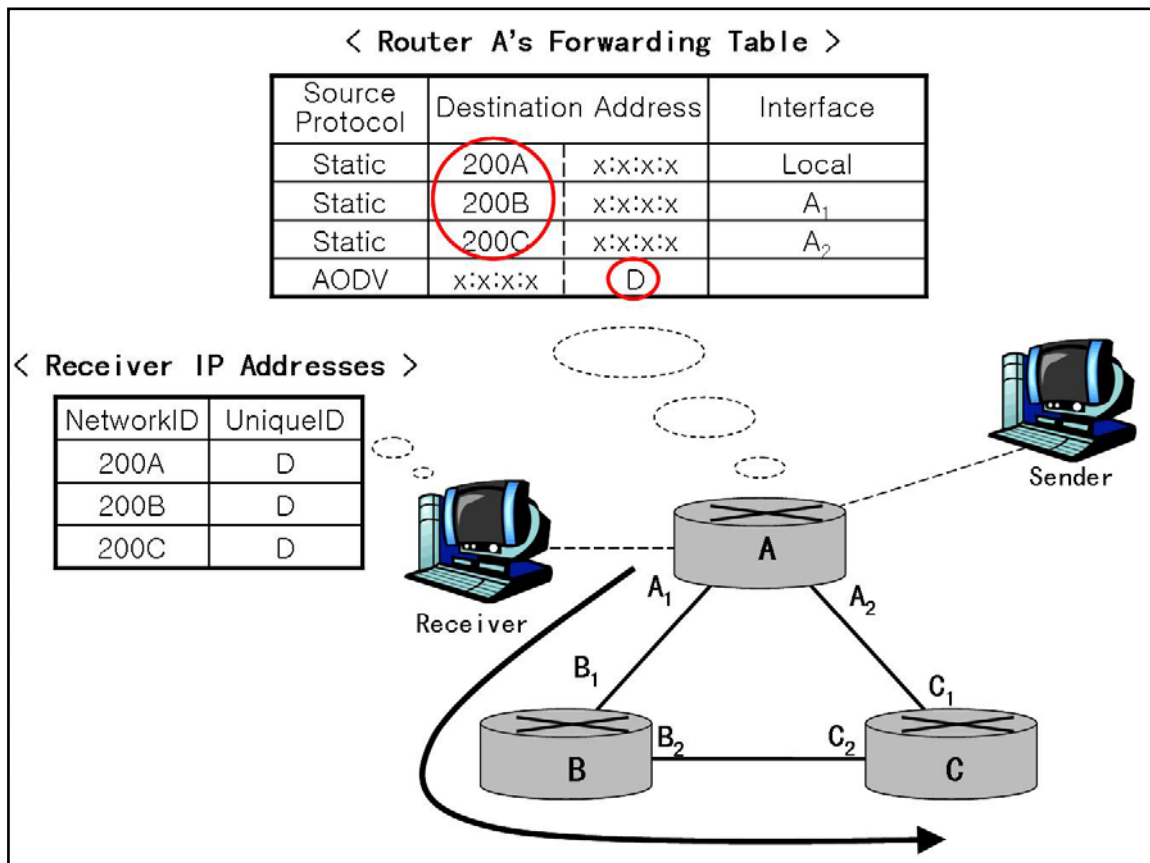 < Router A's Forwarding Table >
Source Protocol Destination Address Interface
Static 200A x:x:x:x Local
Static 200B x:x:x:x A₁
Static 200C x:x:x:x A₂
AODV x:x:x:x D
< Receiver IP Addresses >
NetworkID UniqueID
200A D
200B D
200C D
Sender
Receiver
A
A₁
A₂
B₁
C₁
B₂
C₂
B
C